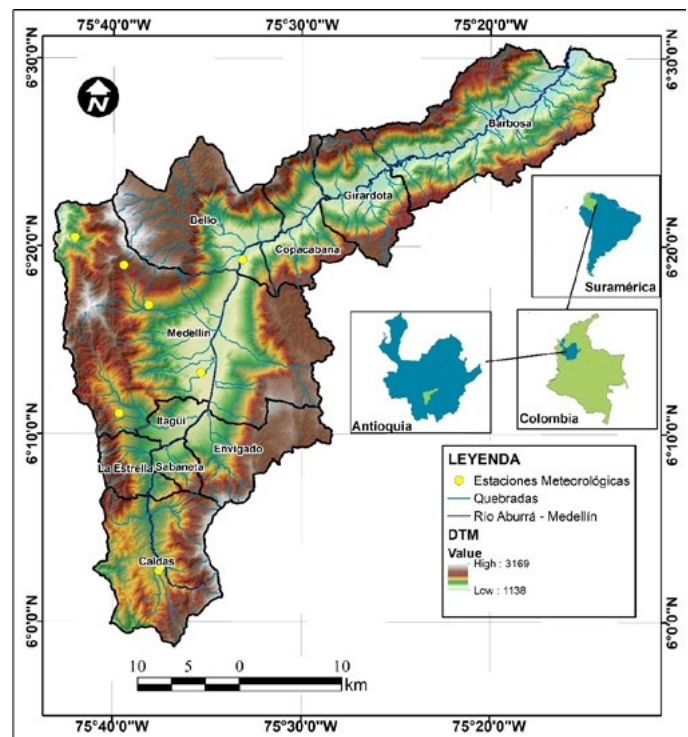 75°40'0"W 75°30'0"W 75°20'0"W
6°30'0"N 6°30'0"N
N
Barbosa
Girardota
Bello
Copacabana
6°20'0"N 6°20'0"N
Suramérica
Medellín
Antioquia
Colombia
Itagüí
6°10'0"N 6°10'0"N
Envigado
La Estrella
Sabaneta
Caldas
LEYENDA
Estaciones Meteorológicas
Quebradas
Río Aburrá - Medellín
DTM
Value
High : 3169
Low : 1138
6°0'0"N 6°0'0"N
10 5 0 10
km
75°40'0"W 75°30'0"W 75°20'0"W